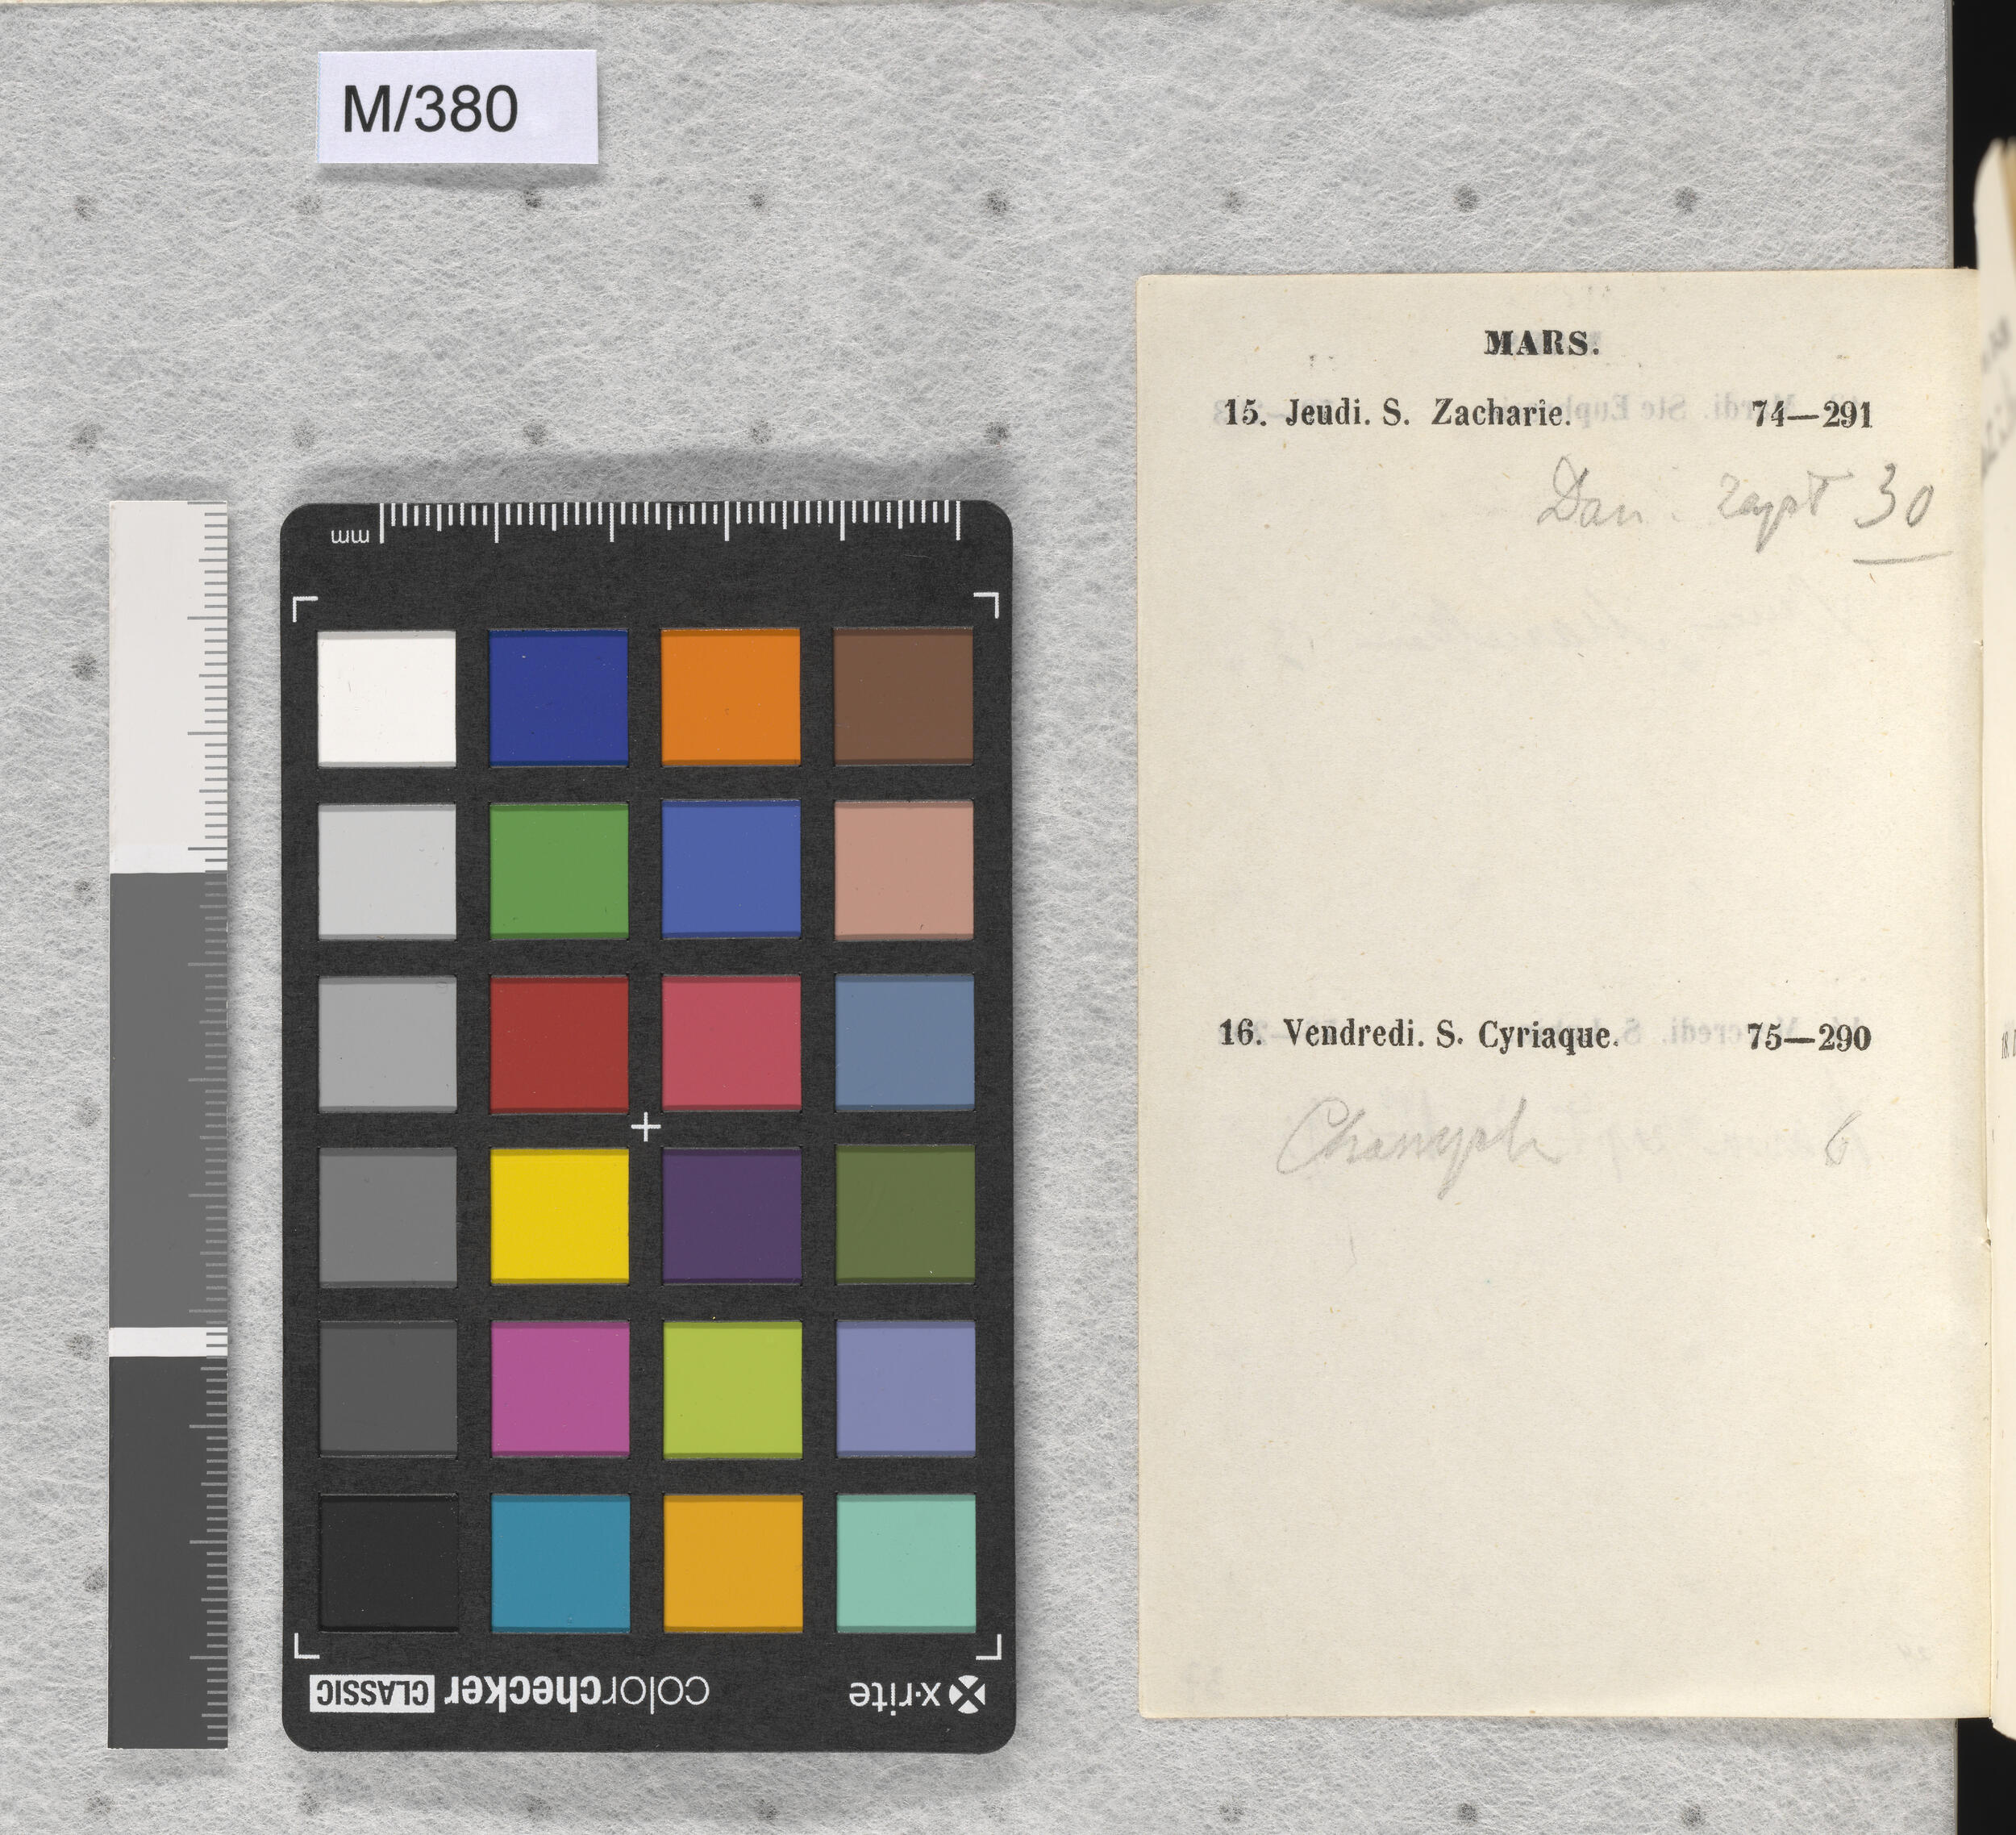 M/380
mm
MARS.
15. Jeudi. S. Zacharie. 74—291
Dan. zapł 30
16. Vendredi. S. Cyriaque. 75—290
6
colorchecker CLASSIC
x-rite